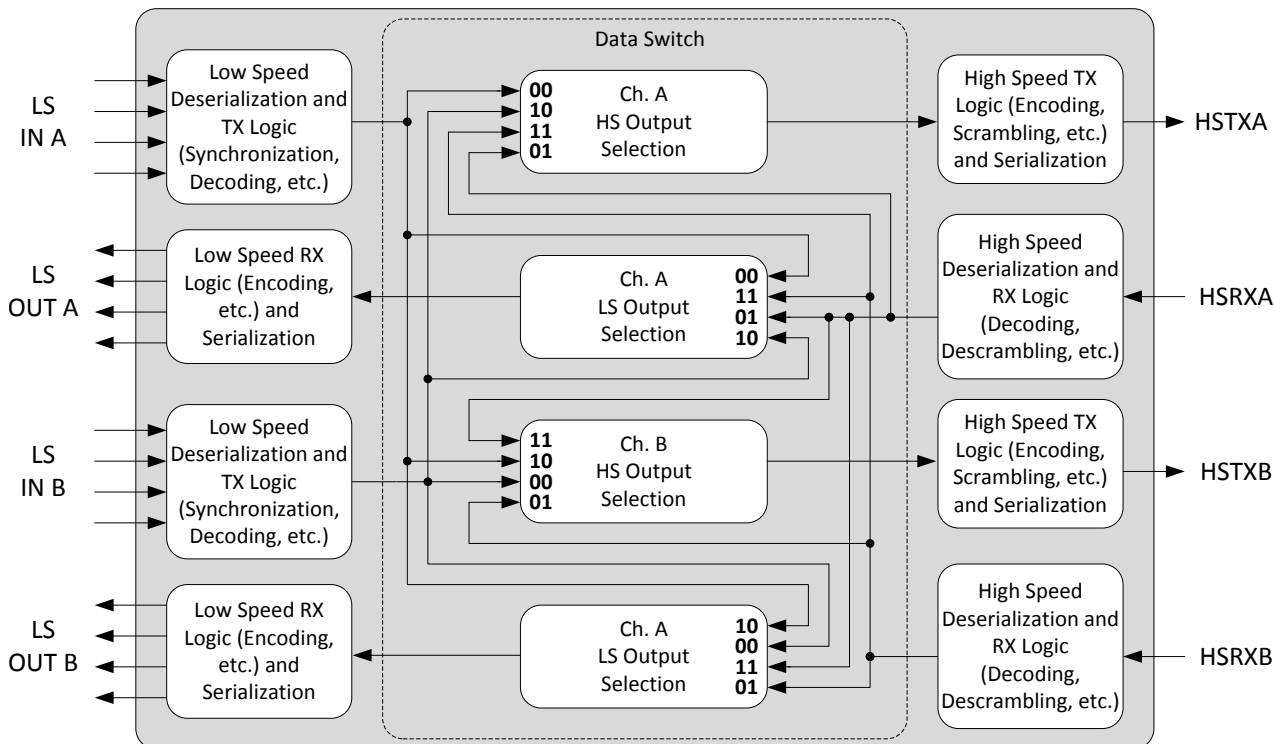 Data Switch
LS
IN A
Low Speed
Deserialization and
TX Logic
(Synchronization,
Decoding, etc.)
00
10
11
01
Ch. A
HS Output
Selection
High Speed TX
Logic (Encoding,
Scrambling, etc.)
and Serialization
HSTXA
LS
OUT A
Low Speed RX
Logic (Encoding,
etc.) and
Serialization
Ch. A
LS Output
Selection
00
11
01
10
High Speed
Deserialization and
RX Logic
(Decoding,
Descrambling, etc.)
HSRXA
LS
IN B
Low Speed
Deserialization and
TX Logic
(Synchronization,
Decoding, etc.)
11
10
00
01
Ch. B
HS Output
Selection
High Speed TX
Logic (Encoding,
Scrambling, etc.)
and Serialization
HSTXB
LS
OUT B
Low Speed RX
Logic (Encoding,
etc.) and
Serialization
Ch. A
LS Output
Selection
10
00
11
01
High Speed
Deserialization and
RX Logic
(Decoding,
Descrambling, etc.)
HSRXB